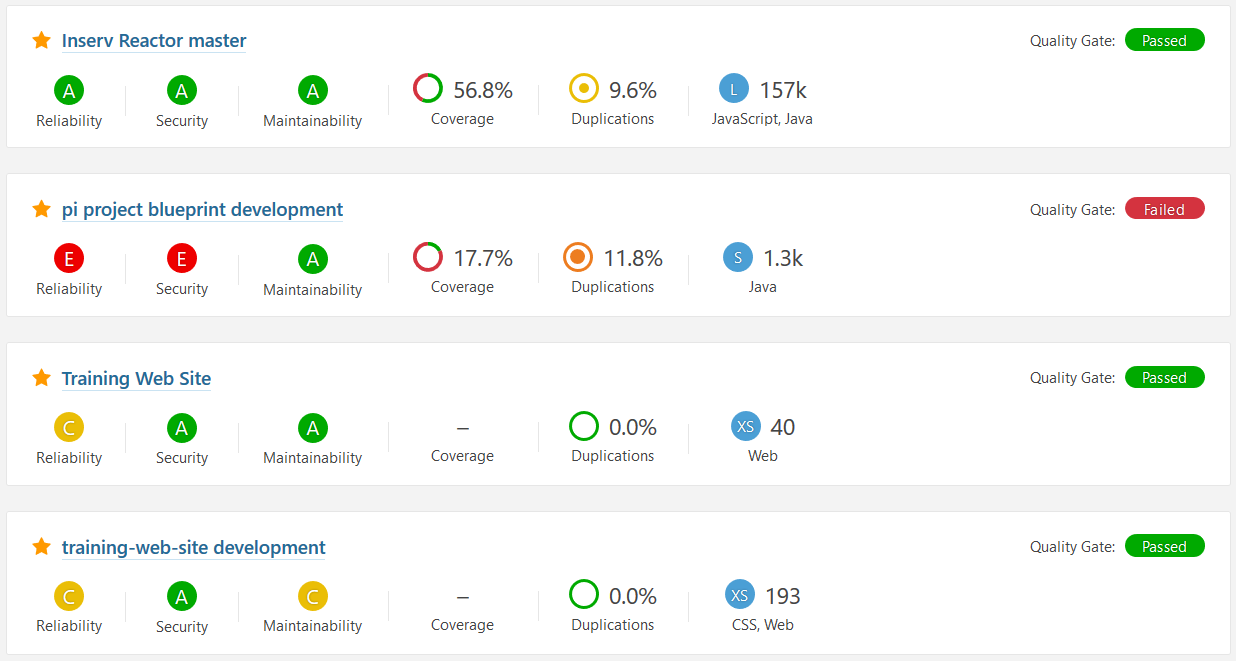 Inserv Reactor master
Quality Gate: Passed
A A A 56.8% 9.6% L 157k
Reliability Security Maintainability Coverage Duplications JavaScript, Java
pi project blueprint development
Quality Gate: Failed
E E A 17.7% 11.8% S 1.3k
Reliability Security Maintainability Coverage Duplications Java
Training Web Site
Quality Gate: Passed
C A A – 0.0% XS 40
Reliability Security Maintainability Coverage Duplications Web
training-web-site development
Quality Gate: Passed
C A C – 0.0% XS 193
Reliability Security Maintainability Coverage Duplications CSS, Web